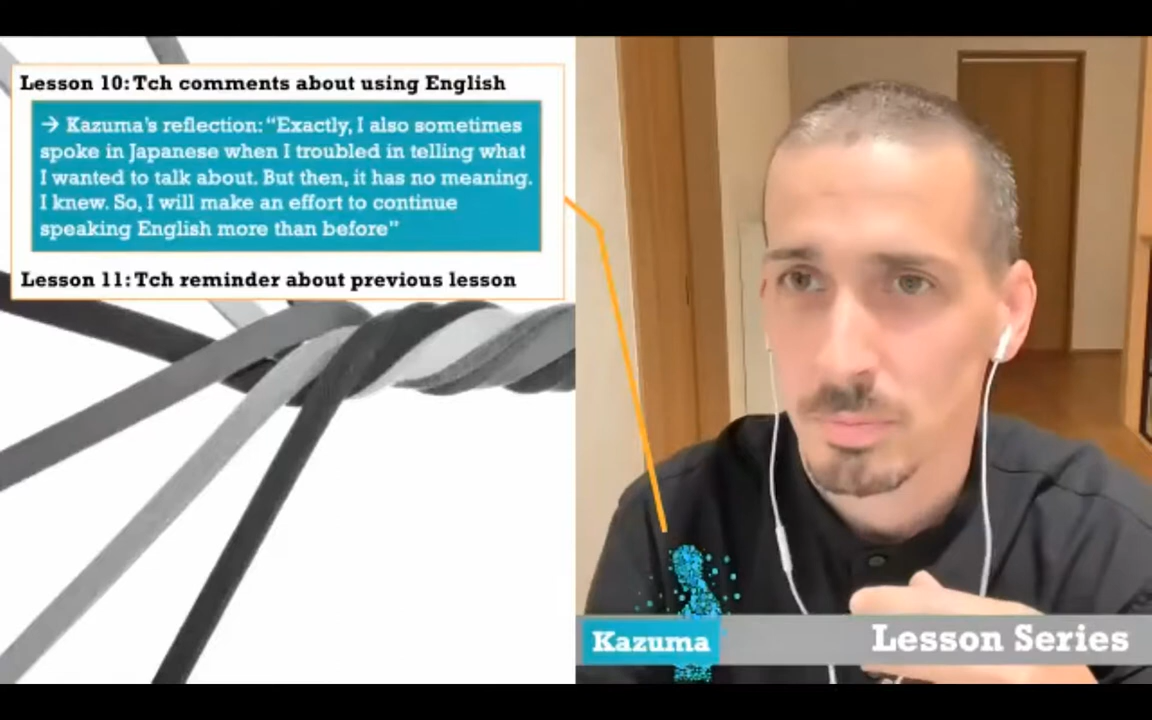 Lesson 10: Tch comments about using English
→ Kazuma's reflection: "Exactly, I also sometimes
spoke in Japanese when I troubled in telling what
I wanted to talk about. But then, it has no meaning.
I knew. So, I will make an effort to continue
speaking English more than before"
Lesson 11: Tch reminder about previous lesson
Kazuma
Lesson Series